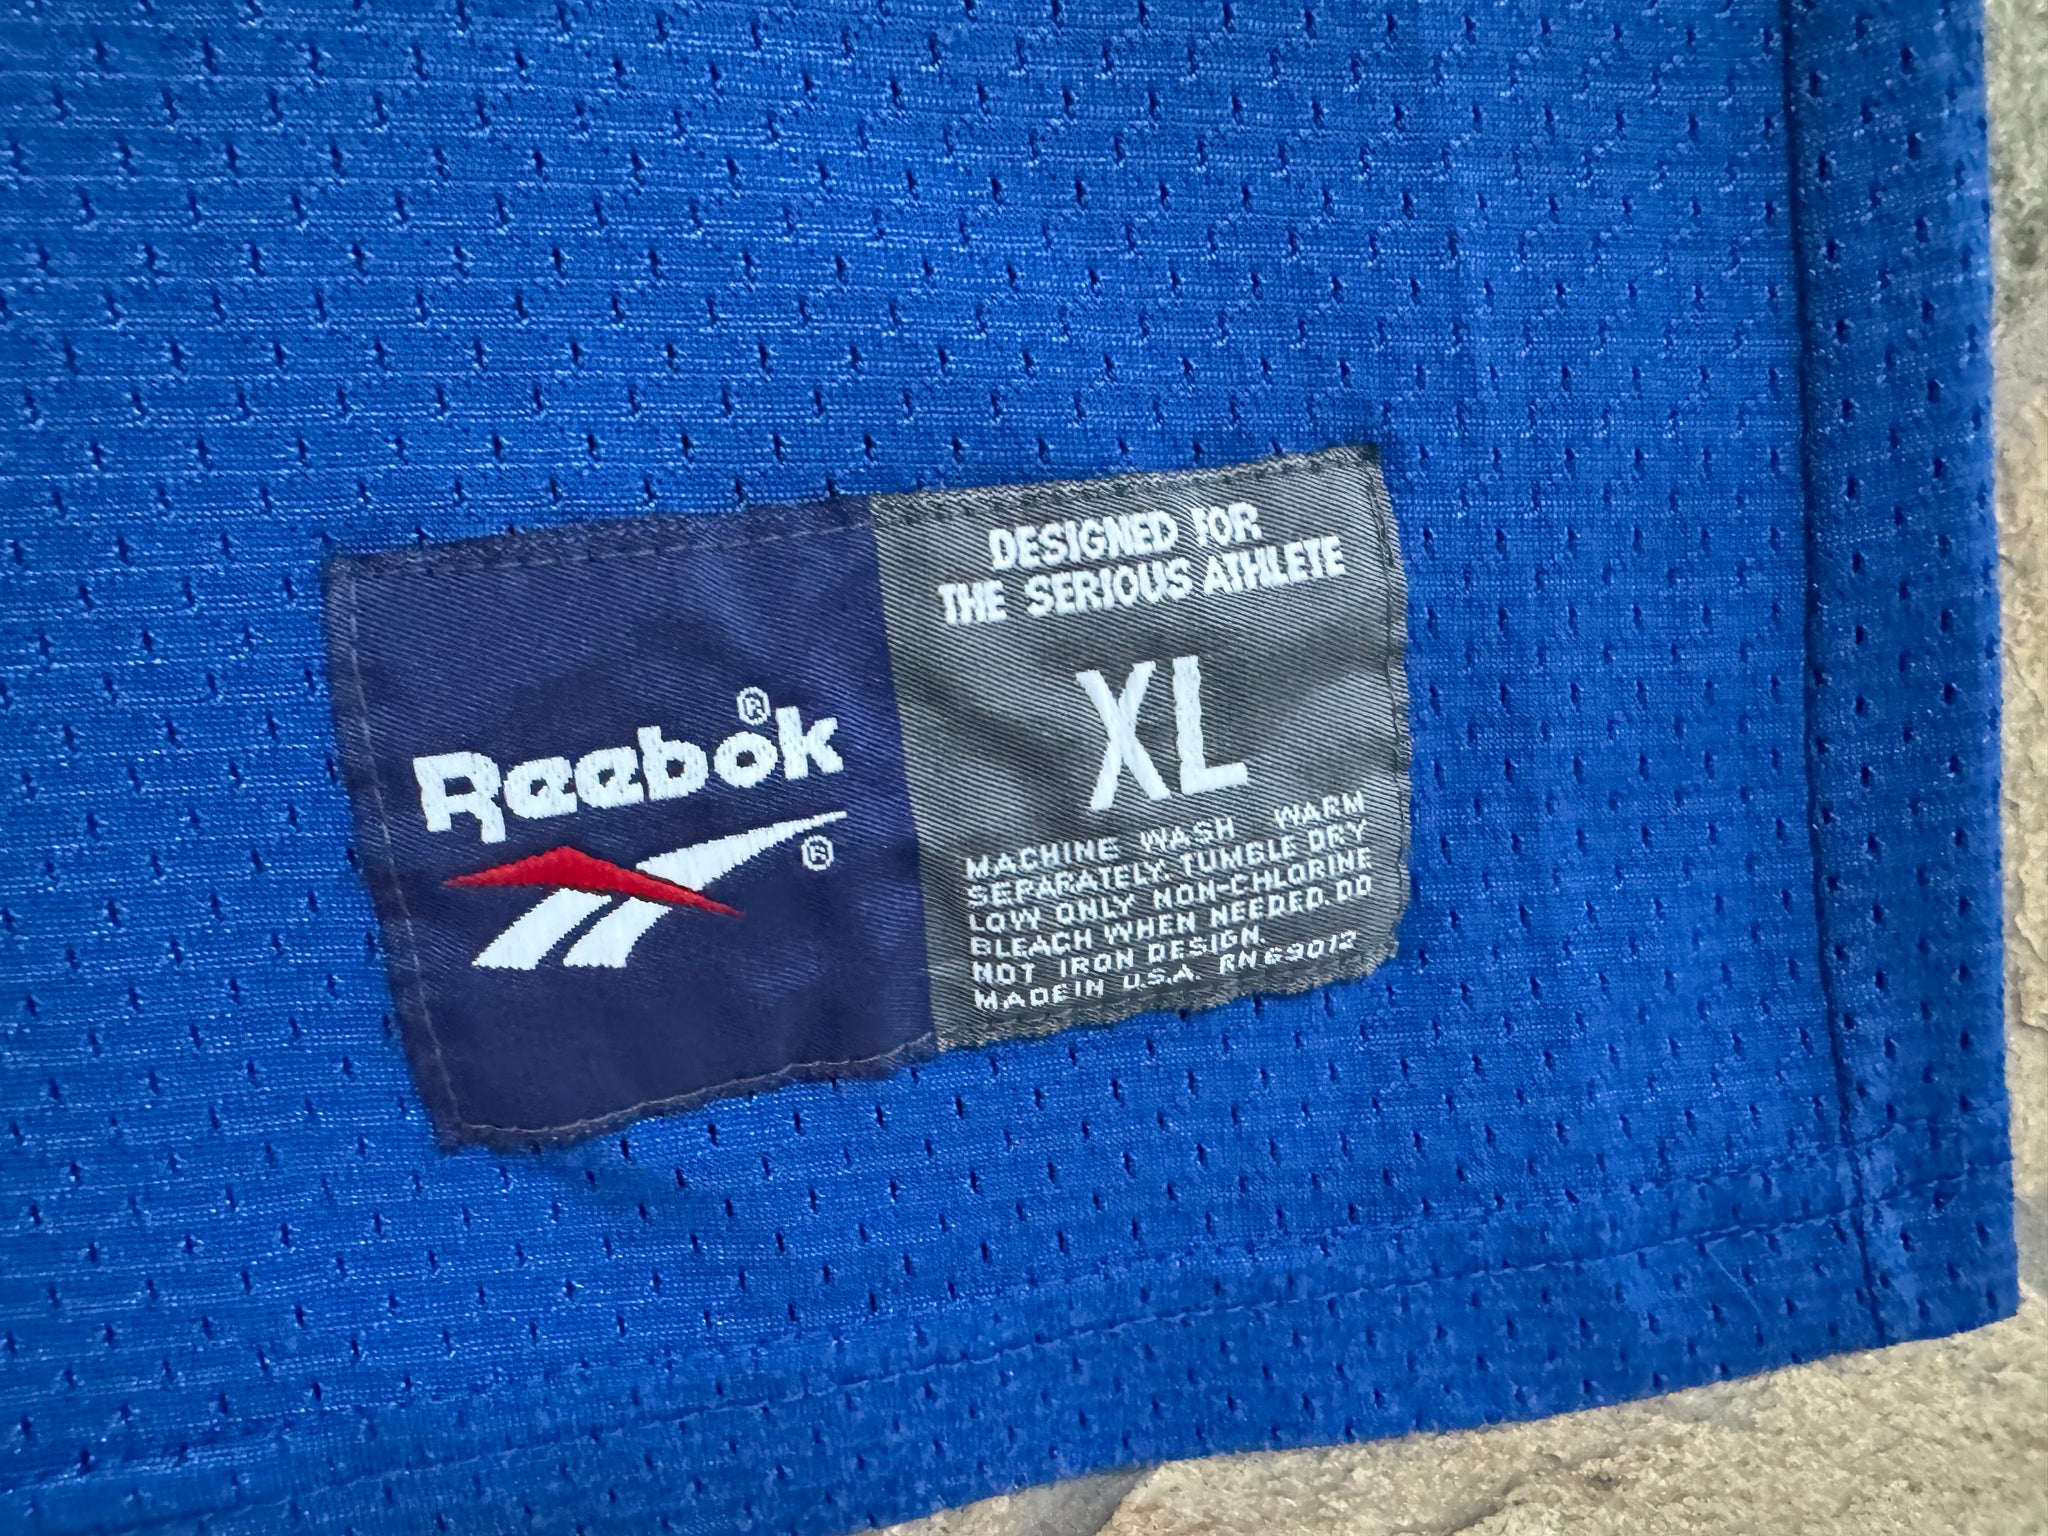 Reebok®
®
DESIGNED FOR
THE SERIOUS ATHLETE
XL
MACHINE WASH WARM
SEPARATELY. TUMBLE DRY
LOW ONLY NON-CHLORINE
BLEACH WHEN NEEDED. DO
NOT IRON DESIGN.
MADE IN U.S.A. RN69012